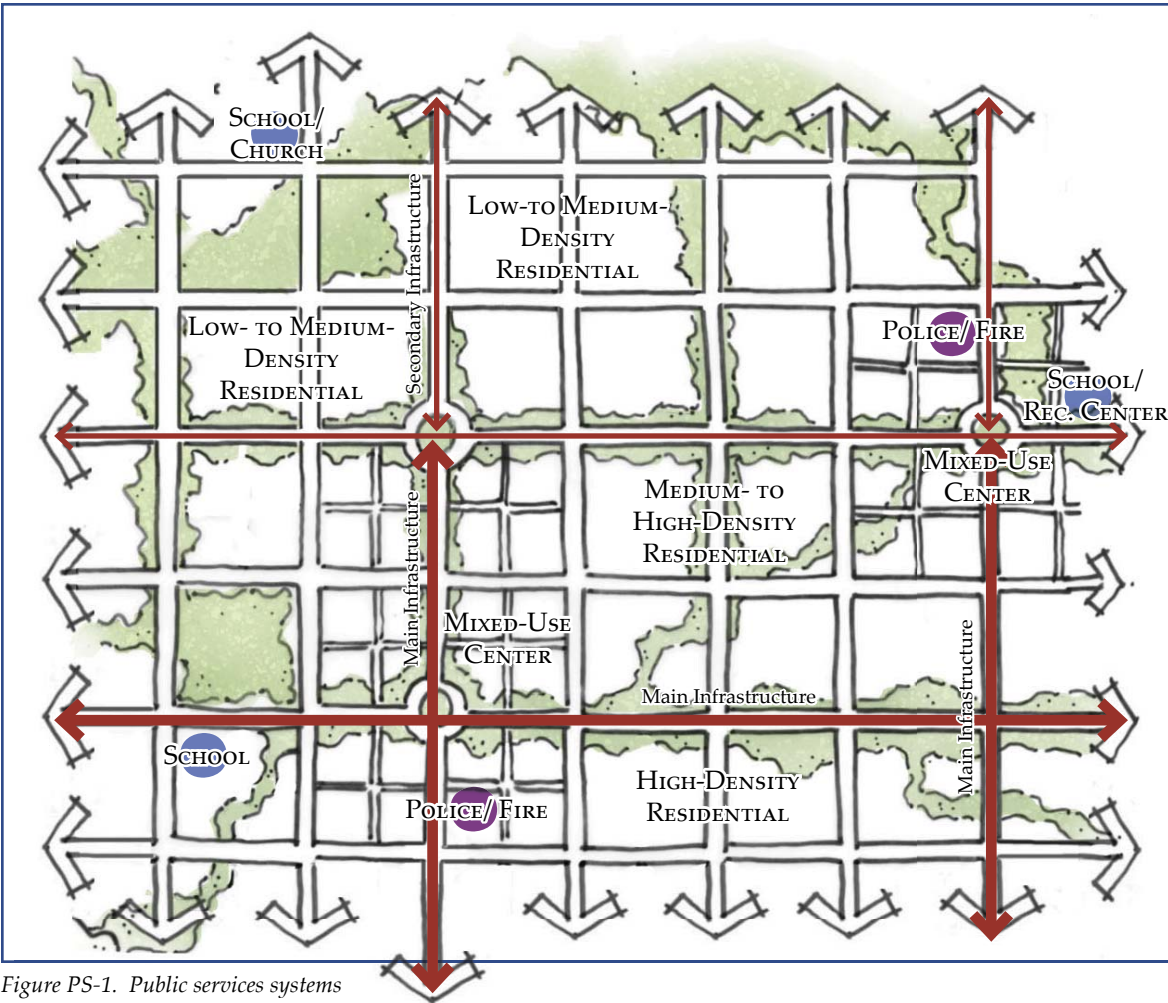 School/
Church
Low-to Medium-
Density
Residential
Secondary Infrastructure
Low- to Medium-
Density
Residential
Police/ Fire
School/
Rec. Center
Mixed-Use
Center
Medium- to
High-Density
Residential
Main Infrastructure
Mixed-Use
Center
Main Infrastructure
Main Infrastructure
School
High-Density
Residential
Police/ Fire
Figure PS-1. Public services systems